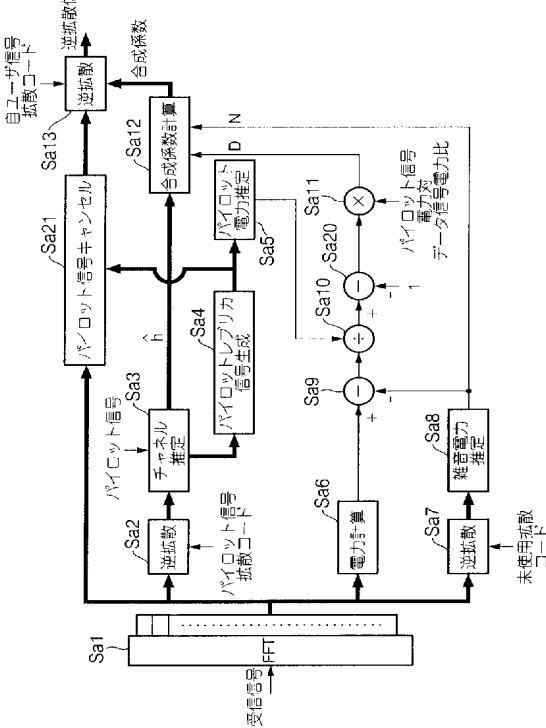 受信信号
FFT
Sa1
Sa21
パイロット信号キャンセル
Sa13
逆拡散
自ユーザ信号
拡散コード
合成係数
Sa12
合成係数計算
ĥ
パイロット信号
Sa2
逆拡散
パイロット信号
拡散コード
Sa3
チャネル
推定
Sa4
パイロットレプリカ
信号生成
パイロット
電力推定
Sa5
N
D
Sa6
電力計算
Sa9
−
+
-
Sa10
÷
Sa20
−
+
-
1
Sa11
×
パイロット信号
電力対
データ信号電力比
Sa7
逆拡散
未使用拡散
コード
Sa8
雑音電力
推定